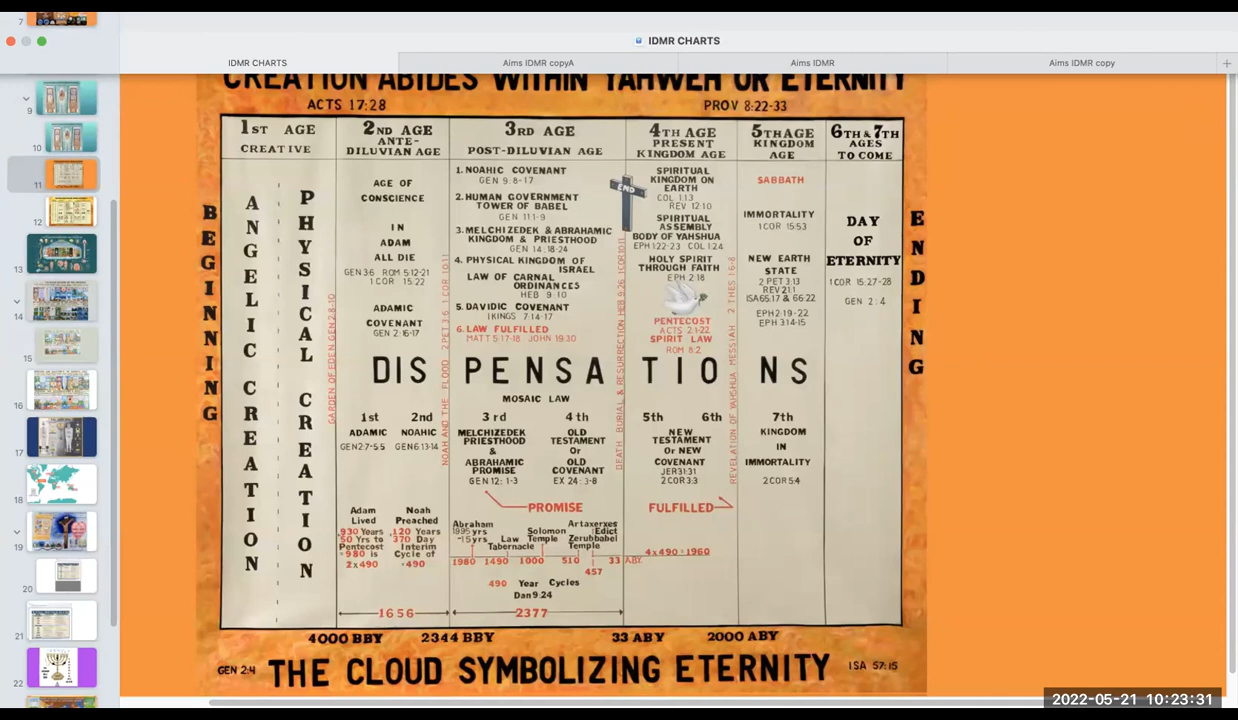 7
IDMR CHARTS
IDMR CHARTS
Aims IDMR copyA
Aims IDMR
Aims IDMR copy
+
9
10
11
12
13
14
15
16
17
18
19
20
21
22
CREATION ABIDES WITHIN YAHWEH OR ETERNITY
ACTS 17:28
PROV 8:22-33
BEGINNING
1ST AGE
CREATIVE
ANGELIC CREATION
PHYSICAL CREATION
GARDEN OF EDEN GEN 2:8-10
2ND AGE
ANTE-
DILUVIAN AGE
AGE OF
CONSCIENCE
IN
ADAM
ALL DIE
GEN 3:6 ROM 5:12-21
1 COR 15:22
ADAMIC
COVENANT
GEN 2:16-17
NOAH AND THE FLOOD 2 PET 3:6 1 COR 10:11
3RD AGE
POST-DILUVIAN AGE
1. NOAHIC COVENANT
GEN 9:8-17
2. HUMAN GOVERNMENT
TOWER OF BABEL
GEN 11:1-9
3. MELCHIZEDEK & ABRAHAMIC
KINGDOM & PRIESTHOOD
GEN 14:18-24
4. PHYSICAL KINGDOM OF
ISRAEL
LAW OF CARNAL
ORDINANCES
HEB 9:10
5. DAVIDIC COVENANT
1 KINGS 7:14-17
6. LAW FULFILLED
MATT 5:17-18 JOHN 19:30
END
DEATH BURIAL & RESURRECTION HEB 9:26 1 COR 10:11
4TH AGE
PRESENT
KINGDOM AGE
SPIRITUAL
KINGDOM ON
EARTH
COL 1:13
REV 12:10
SPIRITUAL
ASSEMBLY
BODY OF YAHSHUA
EPH 1:22-23 COL 1:24
HOLY SPIRIT
THROUGH FAITH
EPH 2:18
PENTECOST
ACTS 2:1-22
SPIRIT LAW
ROM 8:2
REVELATION OF YAHSHUA MESSIAH 2 THES 1:6-8
5TH AGE
KINGDOM
AGE
SABBATH
IMMORTALITY
1 COR 15:53
NEW EARTH
STATE
2 PET 3:13
REV 21:1
ISA 65:17 & 66:22
EPH 2:19-22
EPH 3:14-15
6TH & 7TH
AGES
TO COME
DAY
OF
ETERNITY
1 COR 15:27-28
GEN 2:4
ENDING
DISPENSATIONS
MOSAIC LAW
1st 2nd 3rd 4th 5th 6th 7th
ADAMIC
GEN 2:7-5:5
NOAHIC
GEN 6:13-14
MELCHIZEDEK
PRIESTHOOD
&
ABRAHAMIC
PROMISE
GEN 12:1-3
OLD
TESTAMENT
Or
OLD
COVENANT
EX 24:3-8
NEW
TESTAMENT
Or NEW
COVENANT
JER 31:31
2 COR 3:3
KINGDOM
IN
IMMORTALITY
2 COR 5:4
PROMISE
FULFILLED
Adam
Lived
930 Years
50 Yrs to
Pentecost
=980 is
2x490
Noah
Preached
120 Years
370 Day
Interim
Cycle of
=490
Abraham
1995 yrs
-15 yrs
Law
Tabernacle
Solomon
Temple
Artaxerxes
Edict
Zerubbabel
Temple
1980 1490 1000 510 33 ABY
457
4x490=1960
490 Year Cycles
Dan 9:24
1656
2377
4000 BBY 2344 BBY 33 ABY 2000 ABY
GEN 2:4 THE CLOUD SYMBOLIZING ETERNITY ISA 57:15
2022-05-21 10:23:31